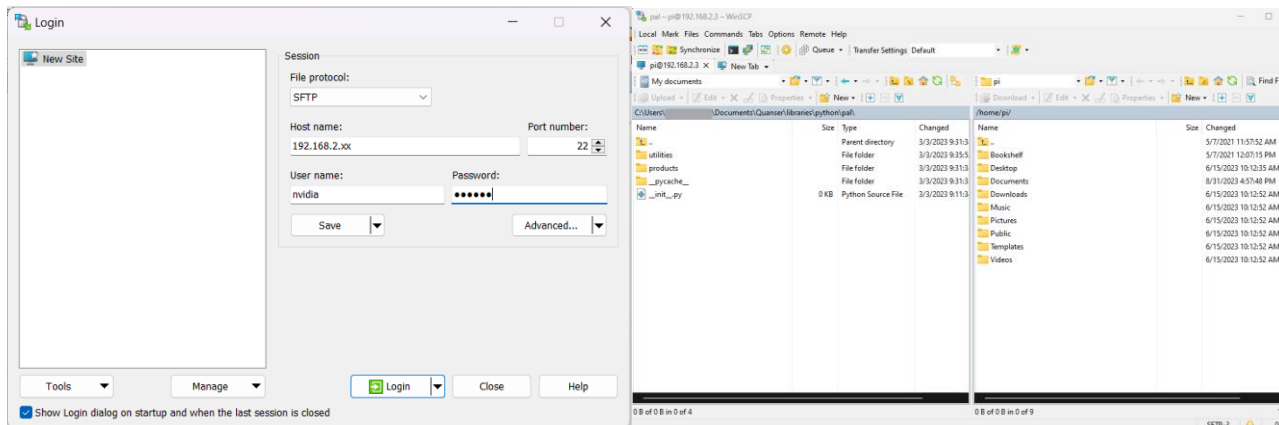 Login
New Site
Session
File protocol:
SFTP
Host name:
Port number:
192.168.2.xx
22
User name:
Password:
nvidia
••••••
Save
Advanced...
Tools
Manage
Login
Close
Help
Show Login dialog on startup and when the last session is closed
pal – pi@192.168.2.3 – WinSCP
Local Mark Files Commands Tabs Options Remote Help
Synchronize Queue Transfer Settings Default
pi@192.168.2.3 × New Tab
My documents
Upload Edit Properties New
C:\Users\ \Documents\Quanser\libraries\python\pal\
Name Size Type Changed
.. Parent directory 3/3/2023 9:31:3
utilities File folder 3/3/2023 9:35:5
products File folder 3/3/2023 9:31:3
__pycache__ File folder 3/3/2023 9:31:3
__init__.py 0 KB Python Source File 3/3/2023 9:11:3
0 B of 0 B in 0 of 4
pi Find F
Download Edit Properties New
/home/pi/
Name Size Changed
.. 5/7/2021 11:57:52 AM
Bookshelf 5/7/2021 12:07:15 PM
Desktop 6/15/2023 10:12:35 AM
Documents 8/31/2023 4:57:48 PM
Downloads 6/15/2023 10:12:52 AM
Music 6/15/2023 10:12:52 AM
Pictures 6/15/2023 10:12:52 AM
Public 6/15/2023 10:12:52 AM
Templates 6/15/2023 10:12:52 AM
Videos 6/15/2023 10:12:52 AM
0 B of 0 B in 0 of 9